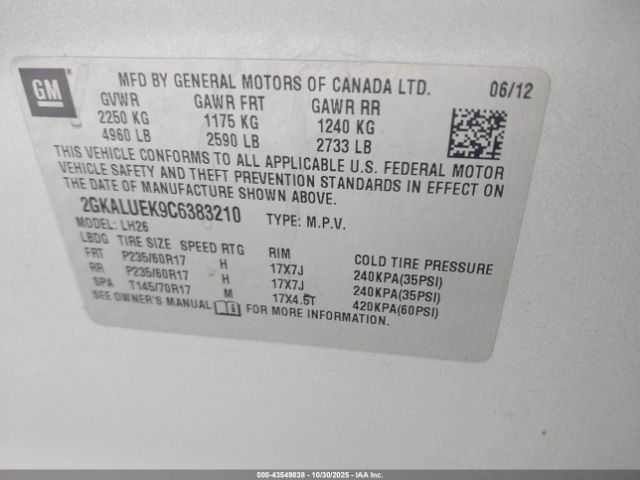 GM
MFD BY GENERAL MOTORS OF CANADA LTD. 06/12
GVWR GAWR FRT GAWR RR
2250 KG 1175 KG 1240 KG
4960 LB 2590 LB 2733 LB
THIS VEHICLE CONFORMS TO ALL APPLICABLE U.S. FEDERAL MOTOR
VEHICLE SAFETY AND THEFT PREVENTION STANDARDS IN EFFECT ON
THE DATE OF MANUFACTURE SHOWN ABOVE.
2GKALUEK9C6383210 TYPE: M.P.V.
MODEL: LH26
LBDG TIRE SIZE SPEED RTG RIM COLD TIRE PRESSURE
FRT P235/60R17 H 17X7J 240KPA(35PSI)
RR P235/60R17 H 17X7J 240KPA(35PSI)
SPA T145/70R17 M 17X4.5T 420KPA(60PSI)
SEE OWNER'S MANUAL FOR MORE INFORMATION.
000-43549838 - 10/30/2025 - IAA Inc.